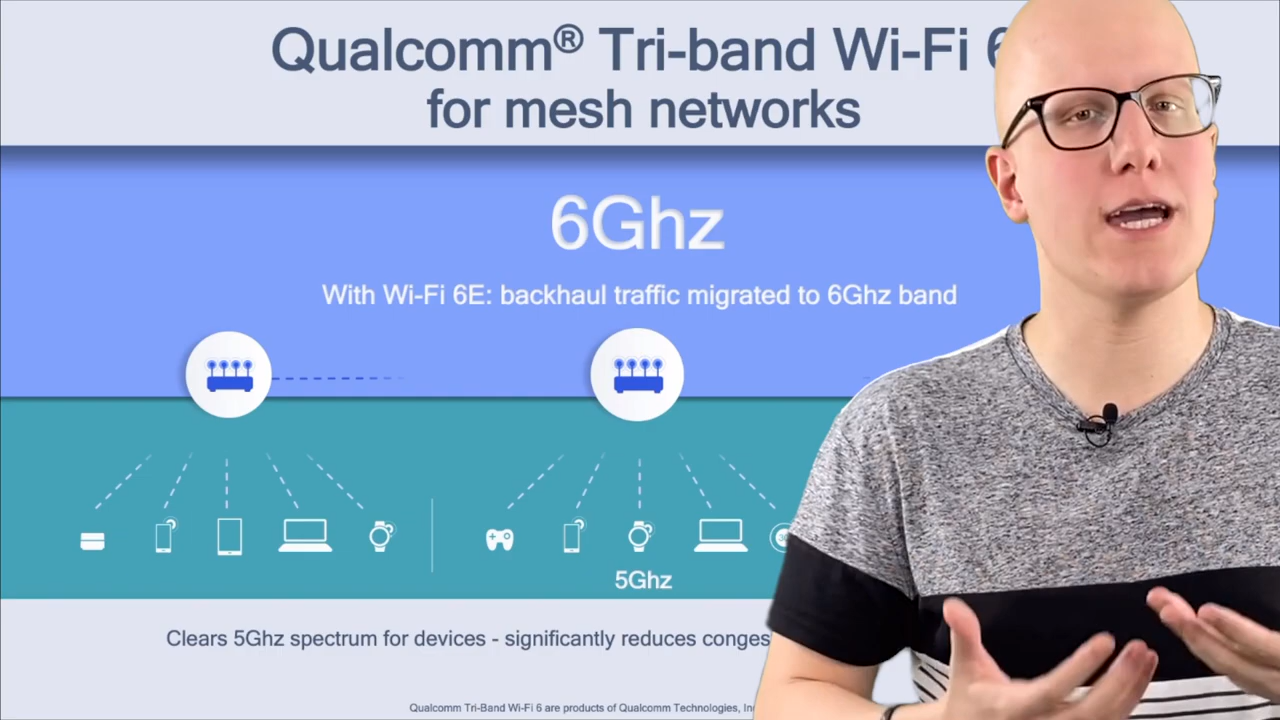 Qualcomm® Tri-band Wi-Fi 6
for mesh networks
6Ghz
With Wi-Fi 6E: backhaul traffic migrated to 6Ghz band
5Ghz
Clears 5Ghz spectrum for devices - significantly reduces
Qualcomm Tri-Band Wi-Fi 6 are products of Qualcomm Technologies,